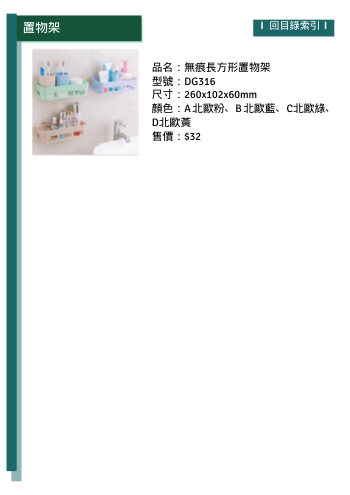 置物架
I 回目錄索引 I
品名：無痕長方形置物架
型號：DG316
尺寸：260x102x60mm
顏色：A北歐粉、B北歐藍、C北歐綠、
D北歐黃
售價：$32